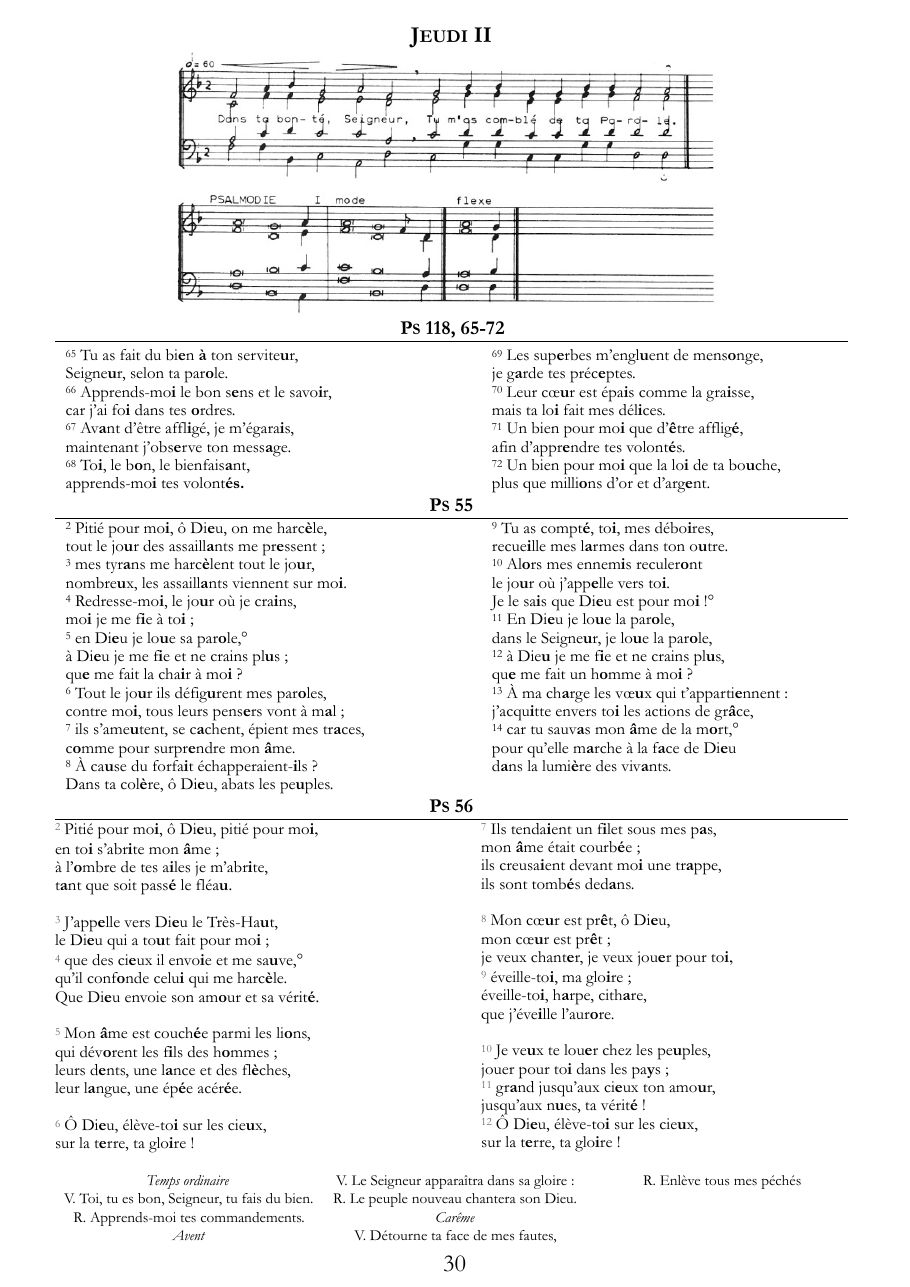 JEUDI II
= 60
Dans ta bon- té, Seigneur, Tu m'as com-blé de ta Pa- ro- le.
PSALMODIE I mode flexe
PS 118, 65-72
65 Tu as fait du bien à ton serviteur,
Seigneur, selon ta parole.
66 Apprends-moi le bon sens et le savoir,
car j’ai foi dans tes ordres.
67 Avant d’être affligé, je m’égarais,
maintenant j’observe ton message.
68 Toi, le bon, le bienfaisant,
apprends-moi tes volontés.
69 Les superbes m’engluent de mensonge,
je garde tes préceptes.
70 Leur cœur est épais comme la graisse,
mais ta loi fait mes délices.
71 Un bien pour moi que d’être affligé,
afin d’apprendre tes volontés.
72 Un bien pour moi que la loi de ta bouche,
plus que millions d’or et d’argent.
PS 55
2 Pitié pour moi, ô Dieu, on me harcèle,
tout le jour des assaillants me pressent ;
3 mes tyrans me harcèlent tout le jour,
nombreux, les assaillants viennent sur moi.
4 Redresse-moi, le jour où je crains,
moi je me fie à toi ;
5 en Dieu je loue sa parole,°
à Dieu je me fie et ne crains plus ;
que me fait la chair à moi ?
6 Tout le jour ils défigurent mes paroles,
contre moi, tous leurs pensers vont à mal ;
7 ils s’ameutent, se cachent, épient mes traces,
comme pour surprendre mon âme.
8 À cause du forfait échapperaient-ils ?
Dans ta colère, ô Dieu, abats les peuples.
9 Tu as compté, toi, mes déboires,
recueille mes larmes dans ton outre.
10 Alors mes ennemis reculeront
le jour où j’appelle vers toi.
Je le sais que Dieu est pour moi !°
11 En Dieu je loue la parole,
dans le Seigneur, je loue la parole,
12 à Dieu je me fie et ne crains plus,
que me fait un homme à moi ?
13 À ma charge les vœux qui t’appartiennent :
j’acquitte envers toi les actions de grâce,
14 car tu sauvas mon âme de la mort,°
pour qu’elle marche à la face de Dieu
dans la lumière des vivants.
PS 56
2 Pitié pour moi, ô Dieu, pitié pour moi,
en toi s’abrite mon âme ;
à l’ombre de tes ailes je m’abrite,
tant que soit passé le fléau.
3 J’appelle vers Dieu le Très-Haut,
le Dieu qui a tout fait pour moi ;
4 que des cieux il envoie et me sauve,°
qu’il confonde celui qui me harcèle.
Que Dieu envoie son amour et sa vérité.
5 Mon âme est couchée parmi les lions,
qui dévorent les fils des hommes ;
leurs dents, une lance et des flèches,
leur langue, une épée acérée.
6 Ô Dieu, élève-toi sur les cieux,
sur la terre, ta gloire !
7 Ils tendaient un filet sous mes pas,
mon âme était courbée ;
ils creusaient devant moi une trappe,
ils sont tombés dedans.
8 Mon cœur est prêt, ô Dieu,
mon cœur est prêt ;
je veux chanter, je veux jouer pour toi,
9 éveille-toi, ma gloire ;
éveille-toi, harpe, cithare,
que j’éveille l’aurore.
10 Je veux te louer chez les peuples,
jouer pour toi dans les pays ;
11 grand jusqu’aux cieux ton amour,
jusqu’aux nues, ta vérité !
12 Ô Dieu, élève-toi sur les cieux,
sur la terre, ta gloire !
Temps ordinaire
V. Toi, tu es bon, Seigneur, tu fais du bien.
R. Apprends-moi tes commandements.
Avent
V. Le Seigneur apparaîtra dans sa gloire :
R. Le peuple nouveau chantera son Dieu.
Carême
V. Détourne ta face de mes fautes,
R. Enlève tous mes péchés
30